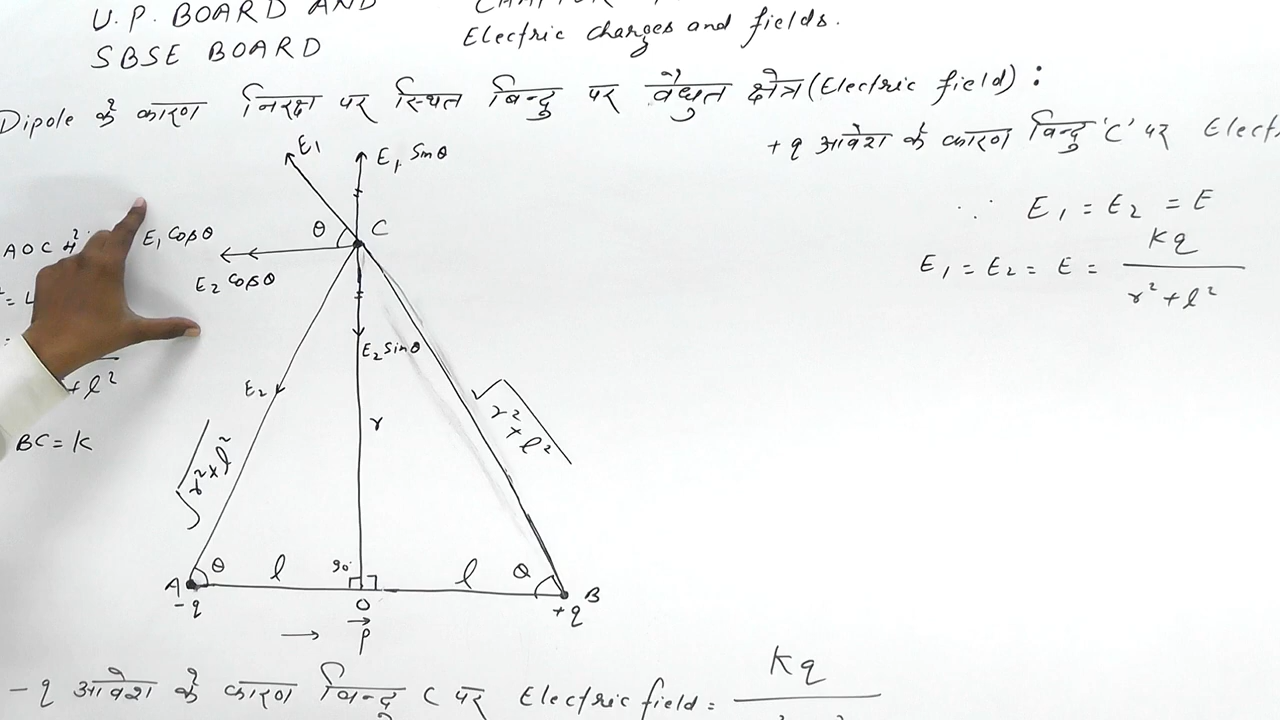 U.P. BOARD AND
SBSE BOARD
Electric charges and fields.
Dipole के कारण निरक्ष पर स्थित बिन्दु पर वैधुत क्षेत्र (Electric field) :
+q आवेश के कारण बिन्दु 'C' पर
∵ E₁ = E₂ = E
E₁ = E₂ = E = Kq / r² + l²
E₁
E₁ Sinθ
θ
C
E₁ Cosθ
E₂ Cosθ
AOC
E₂ Sinθ
E₂
r
√r² + l²
√r² × l²
+ l²
BC = K
A
-q
θ
l
90°
O
l
θ
B
+q
→ p⃗
-q आवेश के कारण बिन्दु C पर Electric field = Kq